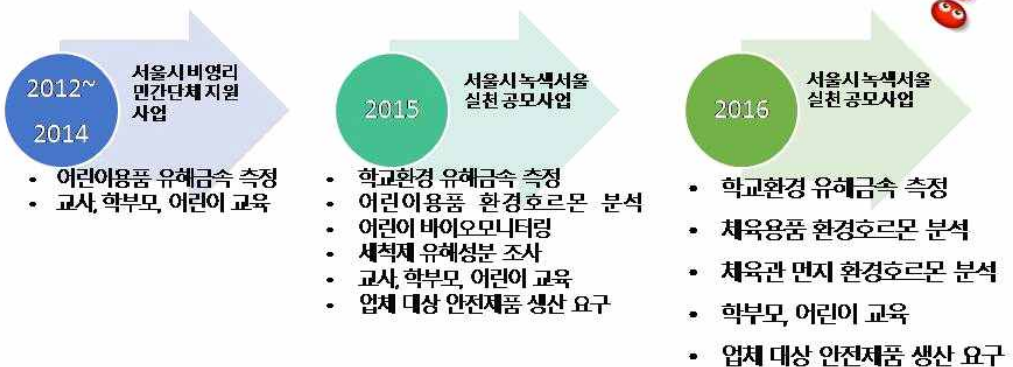 2012~
2014
서울시 비영리
민간단체 지원
사업
• 어린이용품 유해금속 측정
• 교사, 학부모, 어린이 교육
2015
서울시 녹색서울
실천 공모사업
• 학교환경 유해금속 측정
• 어린이용품 환경호르몬 분석
• 어린이 바이오모니터링
• 세척제 유해성분 조사
• 교사, 학부모, 어린이 교육
• 업체 대상 안전제품 생산 요구
2016
서울시 녹색서울
실천 공모사업
• 학교환경 유해금속 측정
• 체육용품 환경호르몬 분석
• 체육관 먼지 환경호르몬 분석
• 학부모, 어린이 교육
• 업체 대상 안전제품 생산 요구